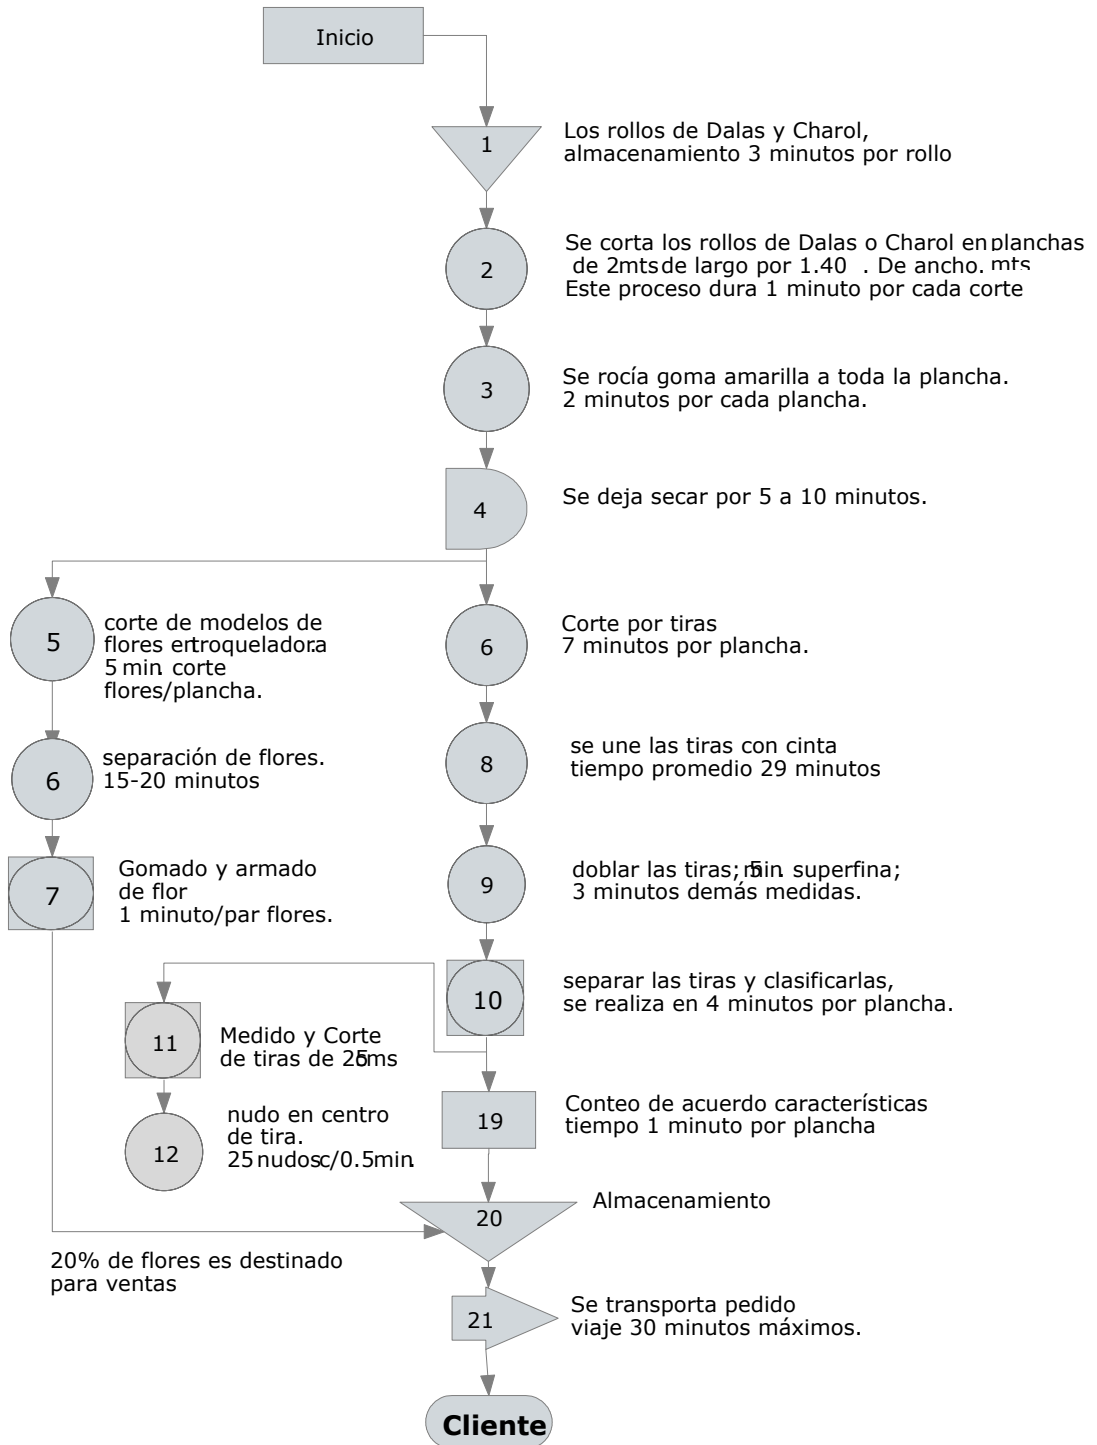 Inicio
1
Los rollos de Dalas y Charol,
almacenamiento 3 minutos por rollo
2
Se corta los rollos de Dalas o Charol en planchas
de 2mts de largo por 1.40 . De ancho. mts
Este proceso dura 1 minuto por cada corte
3
Se rocía goma amarilla a toda la plancha.
2 minutos por cada plancha.
4
Se deja secar por 5 a 10 minutos.
5
corte de modelos de
flores en troqueladora.
5 min. corte
flores/plancha.
6
Corte por tiras
7 minutos por plancha.
6
separación de flores.
15-20 minutos
8
se une las tiras con cinta
tiempo promedio 29 minutos
7
Gomado y armado
de flor
1 minuto/par flores.
9
doblar las tiras; 5 min. superfina;
3 minutos demás medidas.
10
separar las tiras y clasificarlas,
se realiza en 4 minutos por plancha.
11
Medido y Corte
de tiras de 25cms
12
nudo en centro
de tira.
25 nudos c/0.5min.
19
Conteo de acuerdo características
tiempo 1 minuto por plancha
20
Almacenamiento
20% de flores es destinado
para ventas
21
Se transporta pedido
viaje 30 minutos máximos.
Cliente